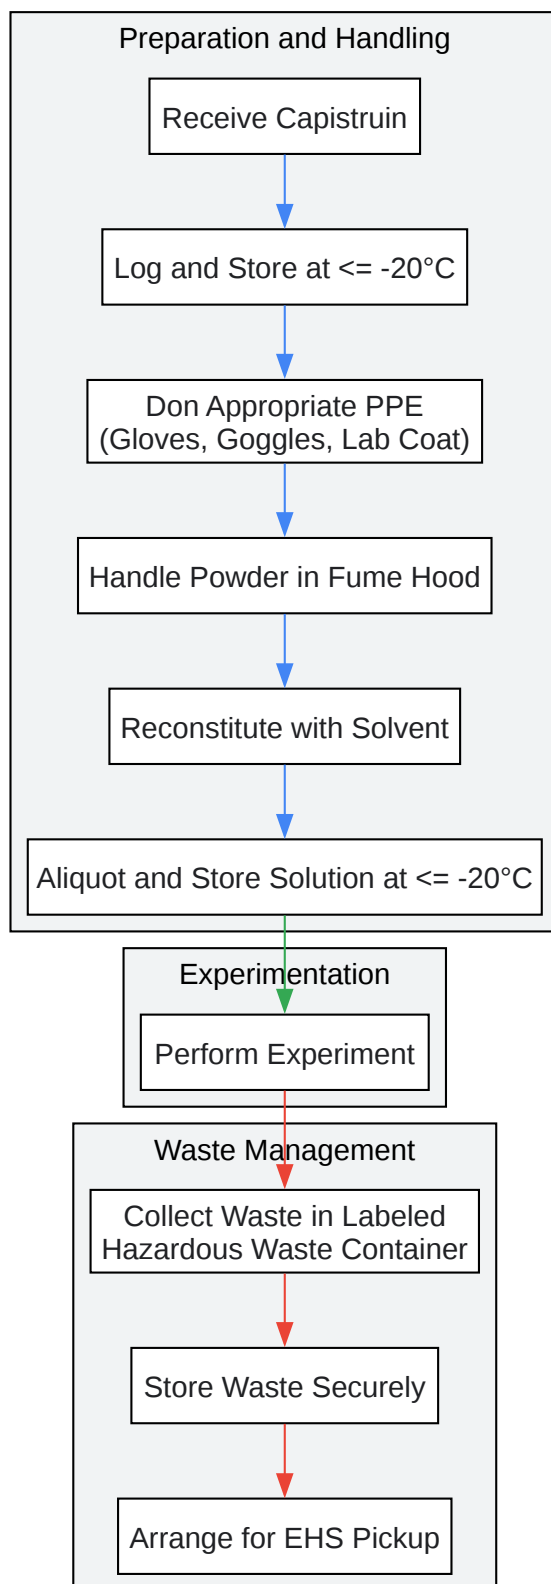 Preparation and Handling
Receive Capistruin
Log and Store at <= -20°C
Don Appropriate PPE
(Gloves, Goggles, Lab Coat)
Handle Powder in Fume Hood
Reconstitute with Solvent
Aliquot and Store Solution at <= -20°C
Experimentation
Perform Experiment
Waste Management
Collect Waste in Labeled
Hazardous Waste Container
Store Waste Securely
Arrange for EHS Pickup